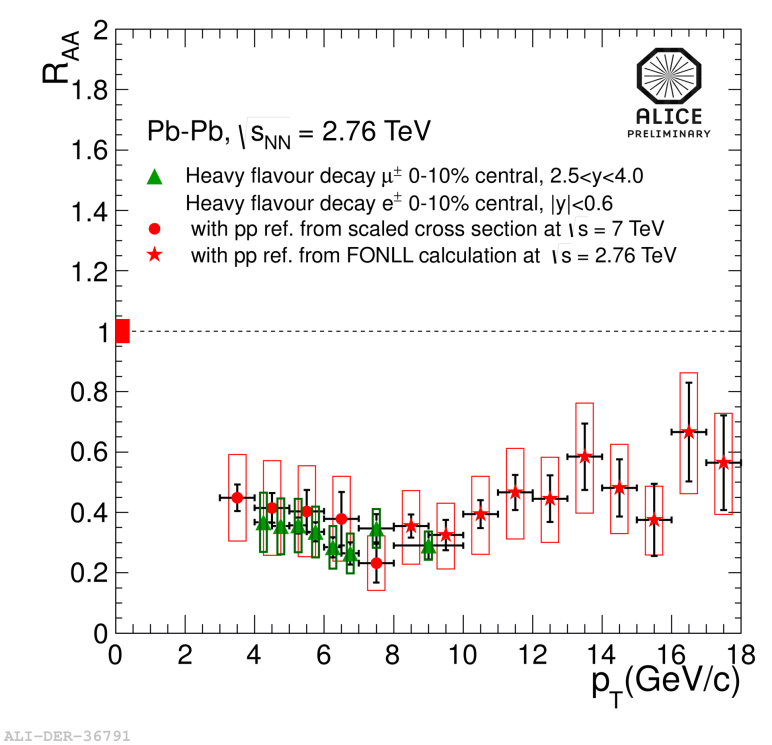 R_AA
2
1.8
1.6
1.4
1.2
1
0.8
0.6
0.4
0.2
0
ALICE
PRELIMINARY
Pb-Pb, √s_NN = 2.76 TeV
Heavy flavour decay μ± 0-10% central, 2.5<y<4.0
Heavy flavour decay e± 0-10% central, |y|<0.6
with pp ref. from scaled cross section at √s = 7 TeV
with pp ref. from FONLL calculation at √s = 2.76 TeV
0 2 4 6 8 10 12 14 16 18
p_T(GeV/c)
ALI-DER-36791